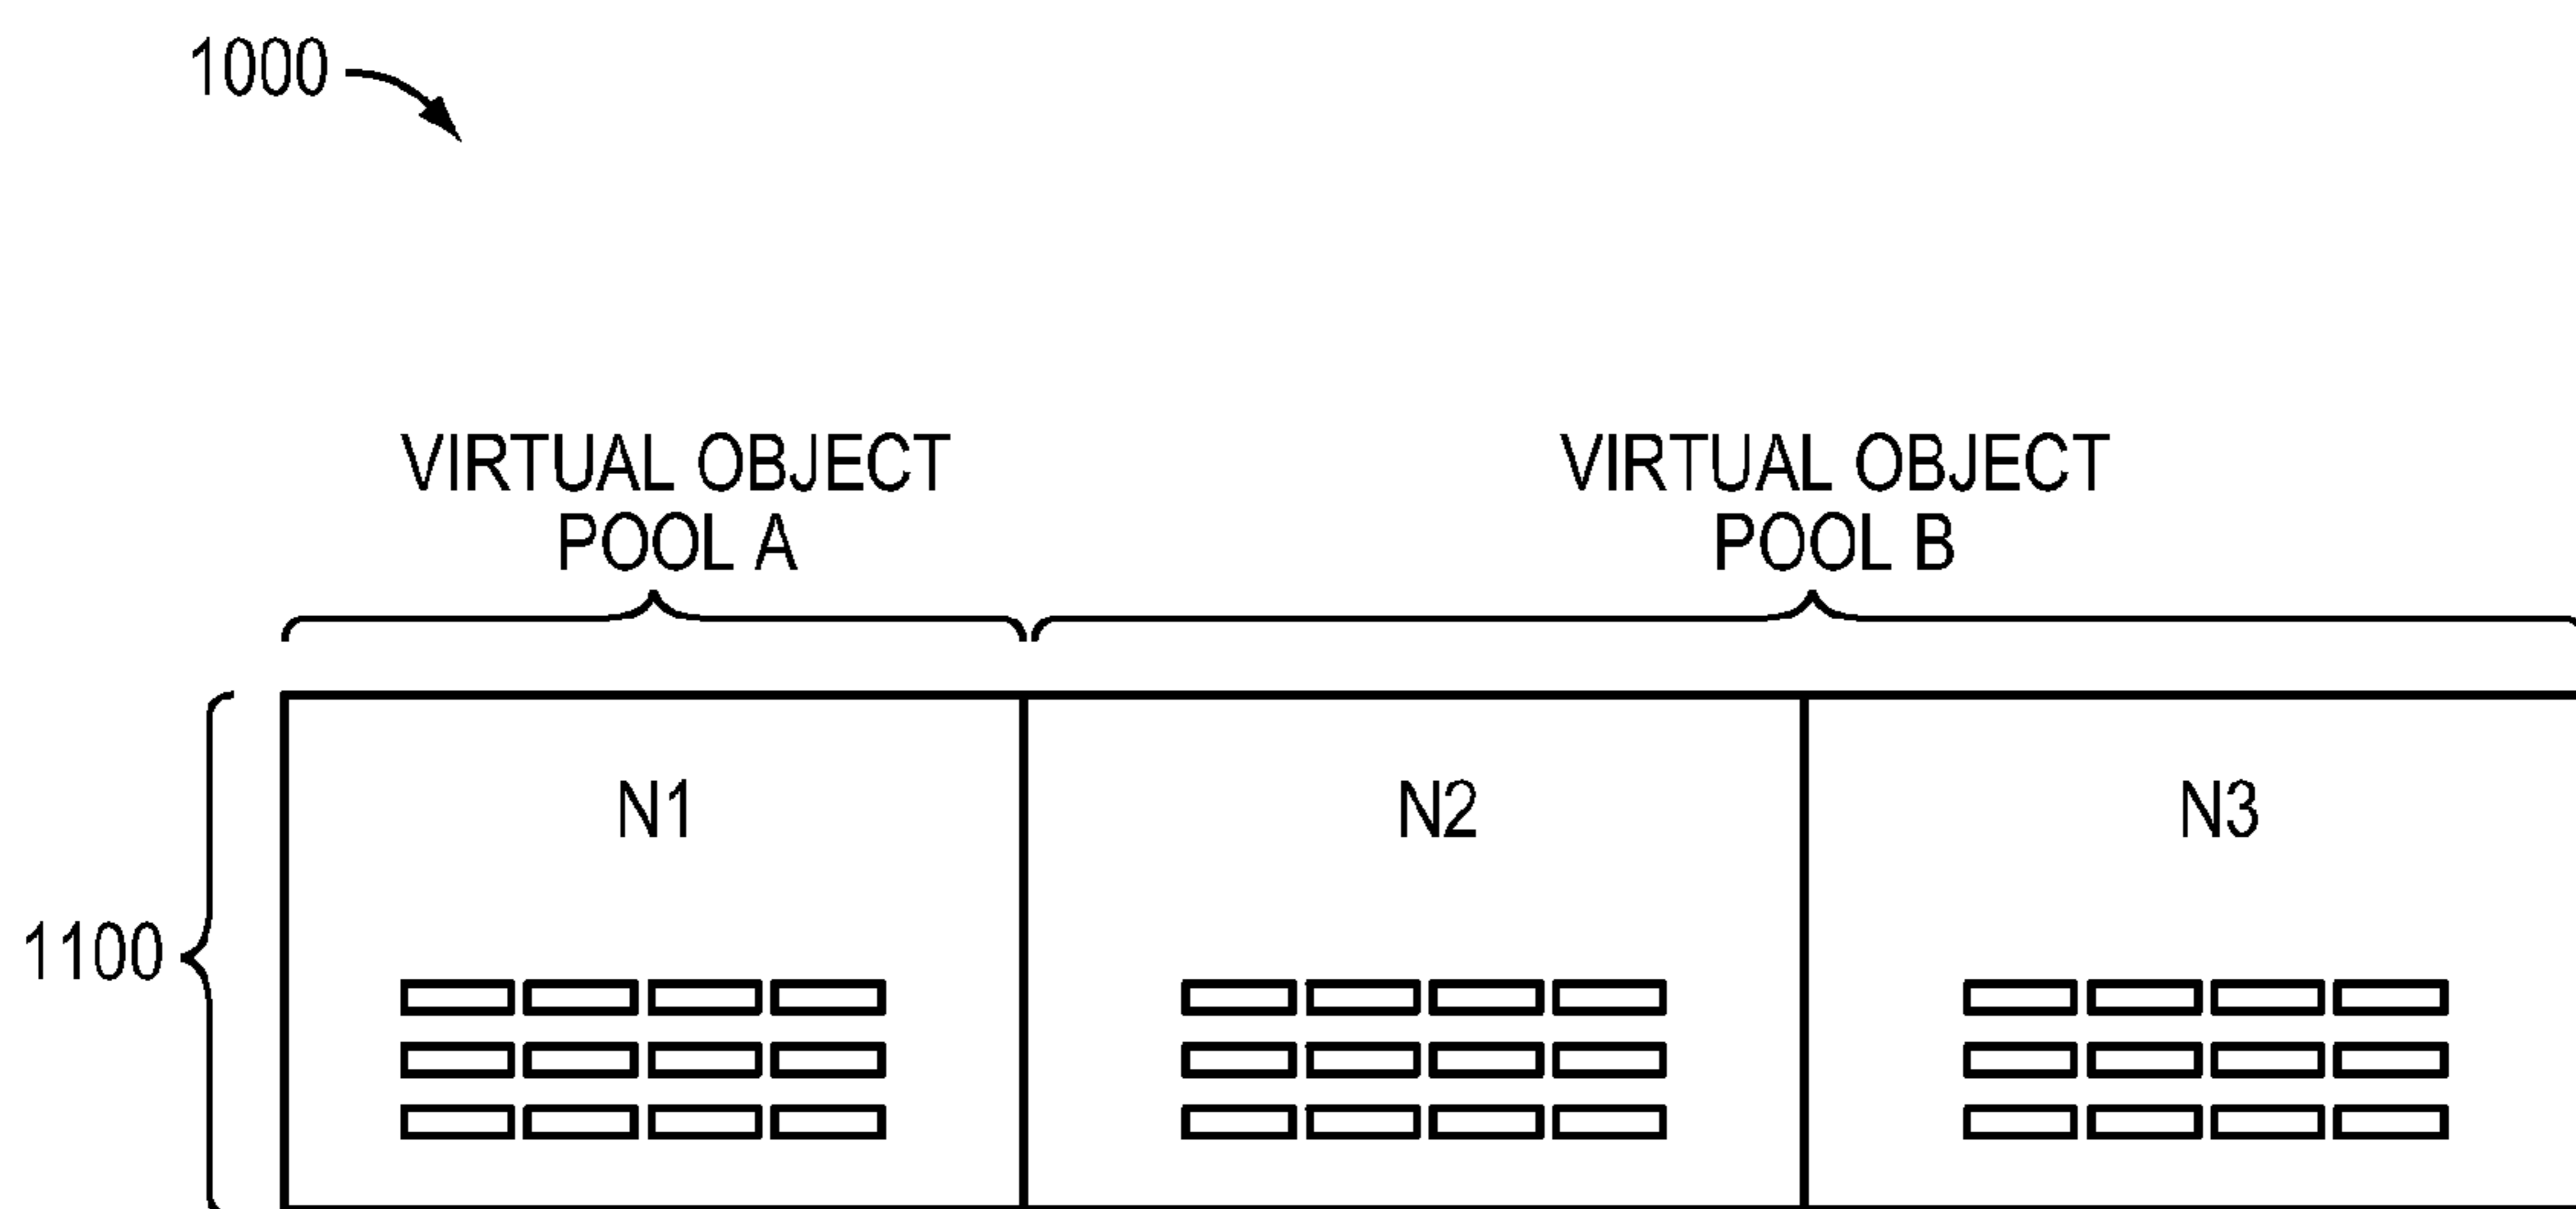 1000
VIRTUAL OBJECT
POOL A
VIRTUAL OBJECT
POOL B
N1
N2
N3
1100